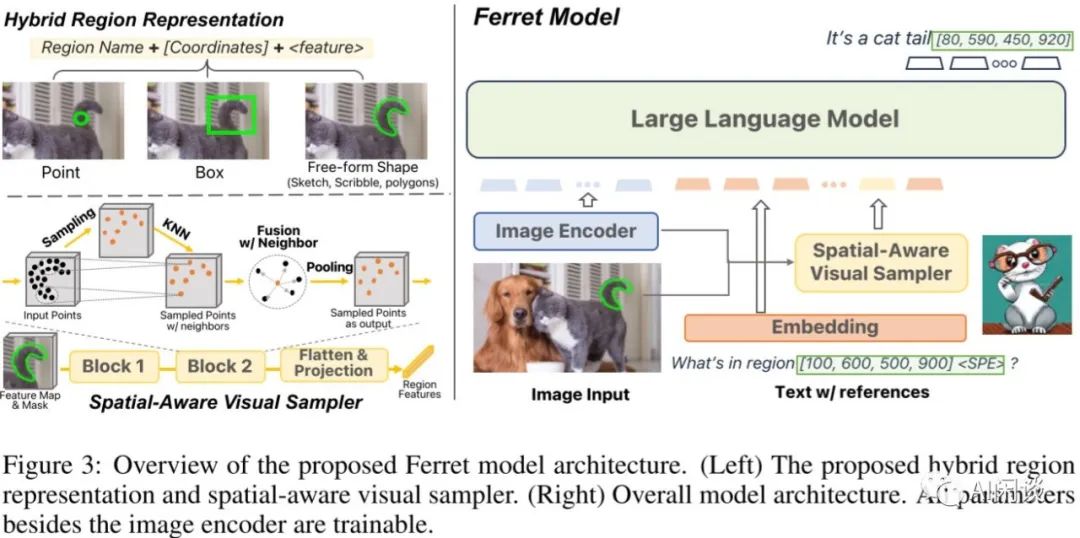 Hybrid Region Representation
Region Name + [Coordinates] + <feature>
Point
Box
Free-form Shape
(Sketch, Scribble, polygons)
Sampling
KNN
Fusion
w/ Neighbor
Pooling
Input Points
Sampled Points
w/ neighbors
Sampled Points
as output
Feature Map
& Mask
Block 1
Block 2
Flatten &
Projection
Region
Features
Spatial-Aware Visual Sampler
Ferret Model
It's a cat tail [80, 590, 450, 920]
Large Language Model
Image Encoder
Spatial-Aware
Visual Sampler
Embedding
What's in region [100, 600, 500, 900] <SPE> ?
Image Input
Text w/ references
Figure 3: Overview of the proposed Ferret model architecture. (Left) The proposed hybrid region
representation and spatial-aware visual sampler. (Right) Overall model architecture. All parameters
besides the image encoder are trainable.
AI闲谈